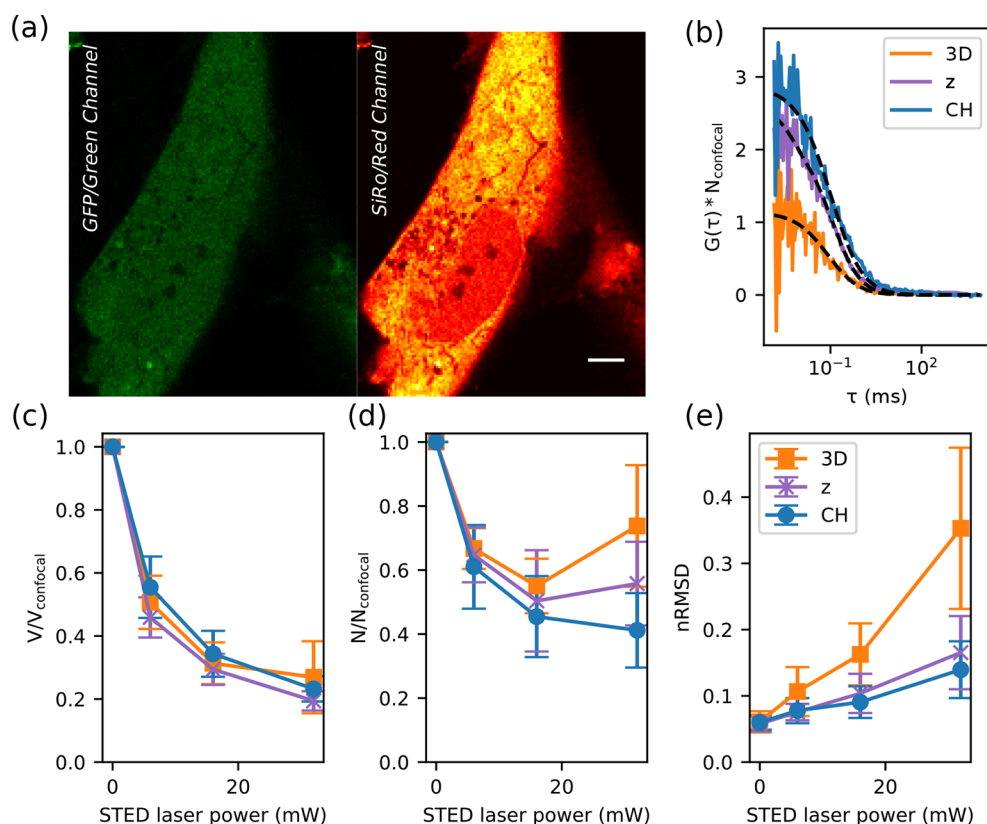 (a)
GFP/Green Channel
SiRo/Red Channel
(b)
3D
z
CH
G(τ) * N_confocal
3
2
1
0
10⁻¹
10²
τ (ms)
(c)
V/V_confocal
1.0
0.8
0.6
0.4
0.2
0.0
0
20
STED laser power (mW)
(d)
N/N_confocal
1.0
0.8
0.6
0.4
0.2
0.0
0
20
STED laser power (mW)
(e)
3D
z
CH
nRMSD
0.4
0.3
0.2
0.1
0.0
0
20
STED laser power (mW)